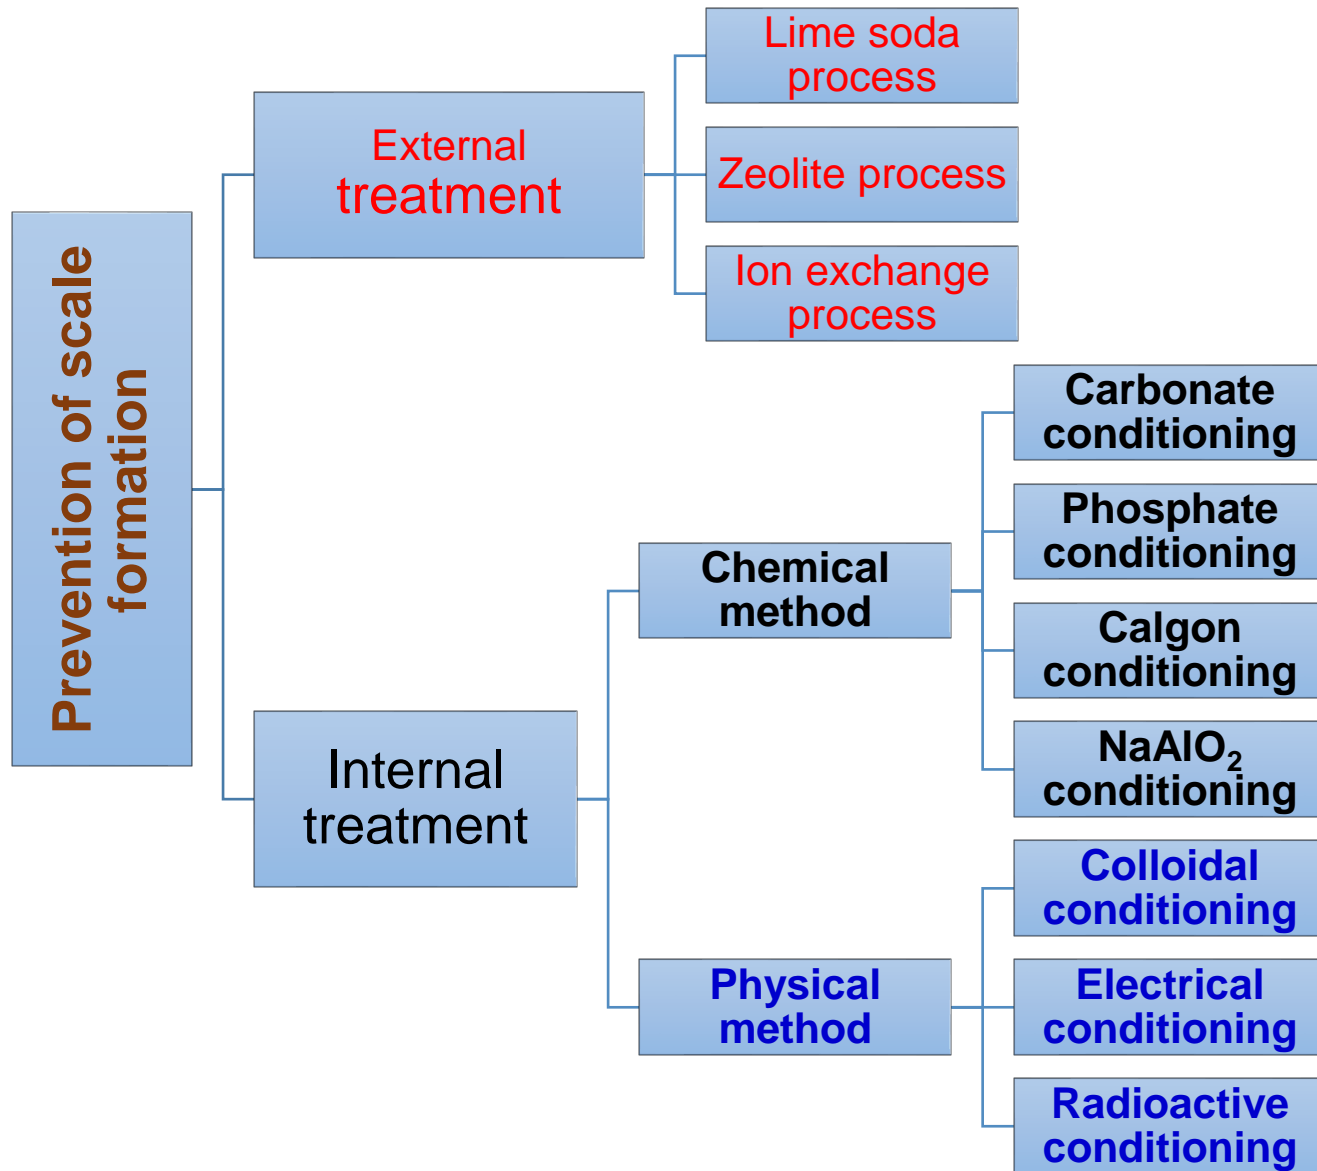 Prevention of scale
formation
External
treatment
Lime soda
process
Zeolite process
Ion exchange
process
Internal
treatment
Chemical
method
Carbonate
conditioning
Phosphate
conditioning
Calgon
conditioning
NaAlO₂
conditioning
Physical
method
Colloidal
conditioning
Electrical
conditioning
Radioactive
conditioning